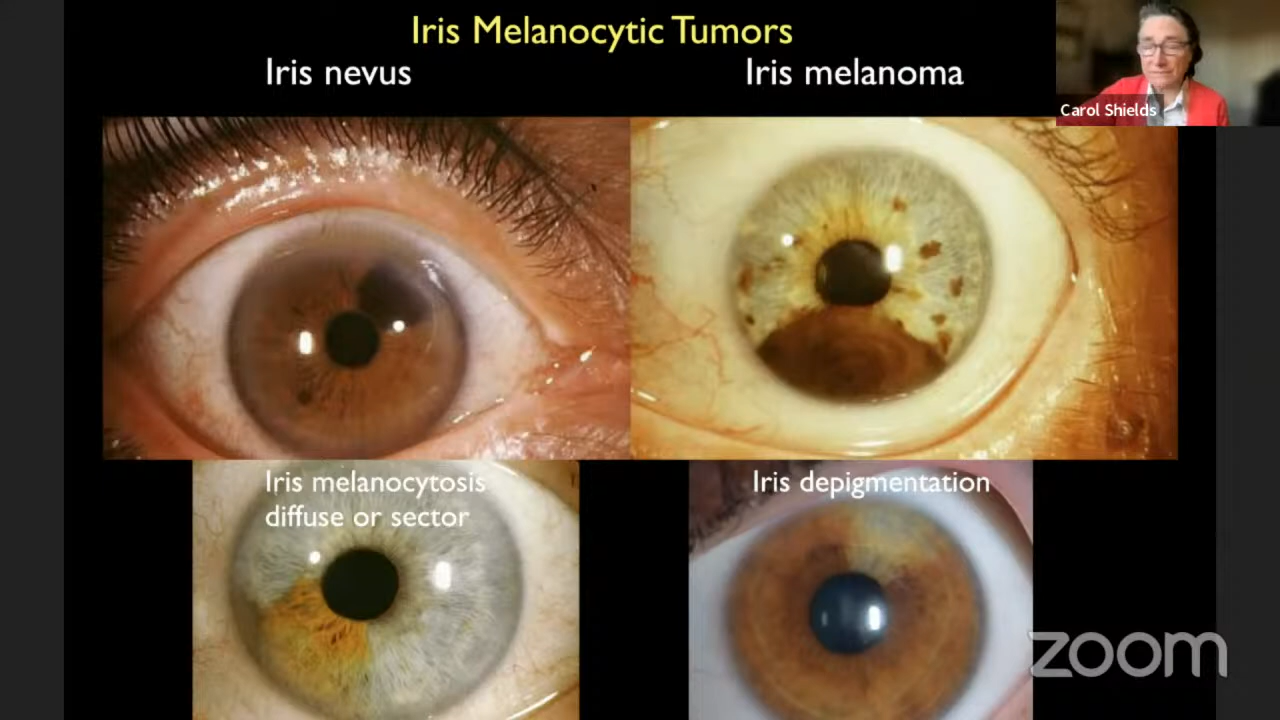 Iris Melanocytic Tumors
Iris nevus
Iris melanoma
Carol Shields
Iris melanocytosis
diffuse or sector
Iris depigmentation
zoom